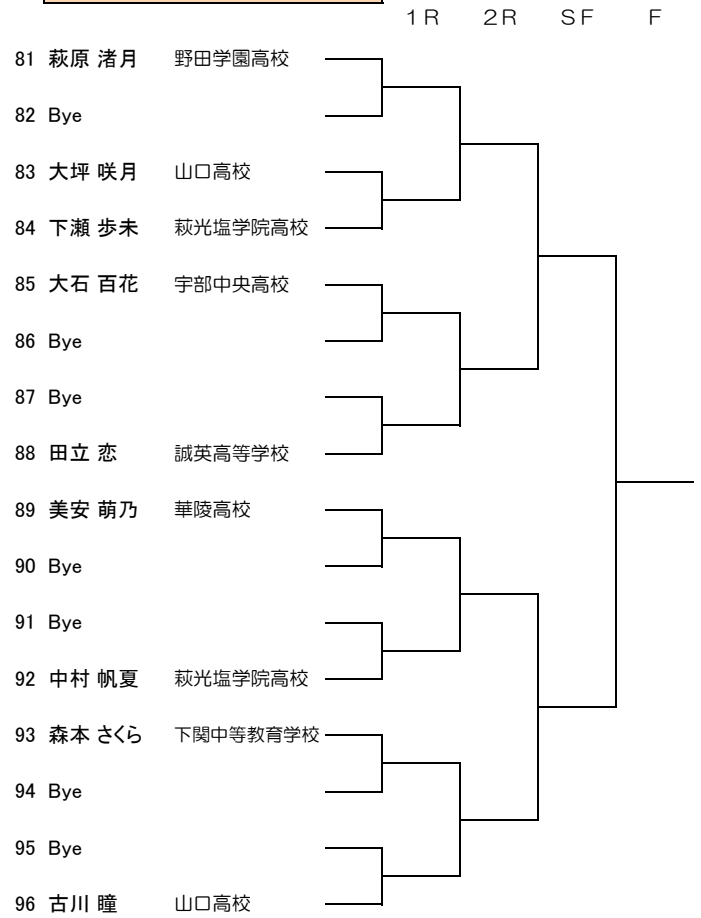 １Ｒ ２Ｒ ＳＦ Ｆ
81 萩原 渚月 野田学園高校
82 Bye
83 大坪 咲月 山口高校
84 下瀬 歩未 萩光塩学院高校
85 大石 百花 宇部中央高校
86 Bye
87 Bye
88 田立 恋 誠英高等学校
89 美安 萌乃 華陵高校
90 Bye
91 Bye
92 中村 帆夏 萩光塩学院高校
93 森本 さくら 下関中等教育学校
94 Bye
95 Bye
96 古川 瞳 山口高校